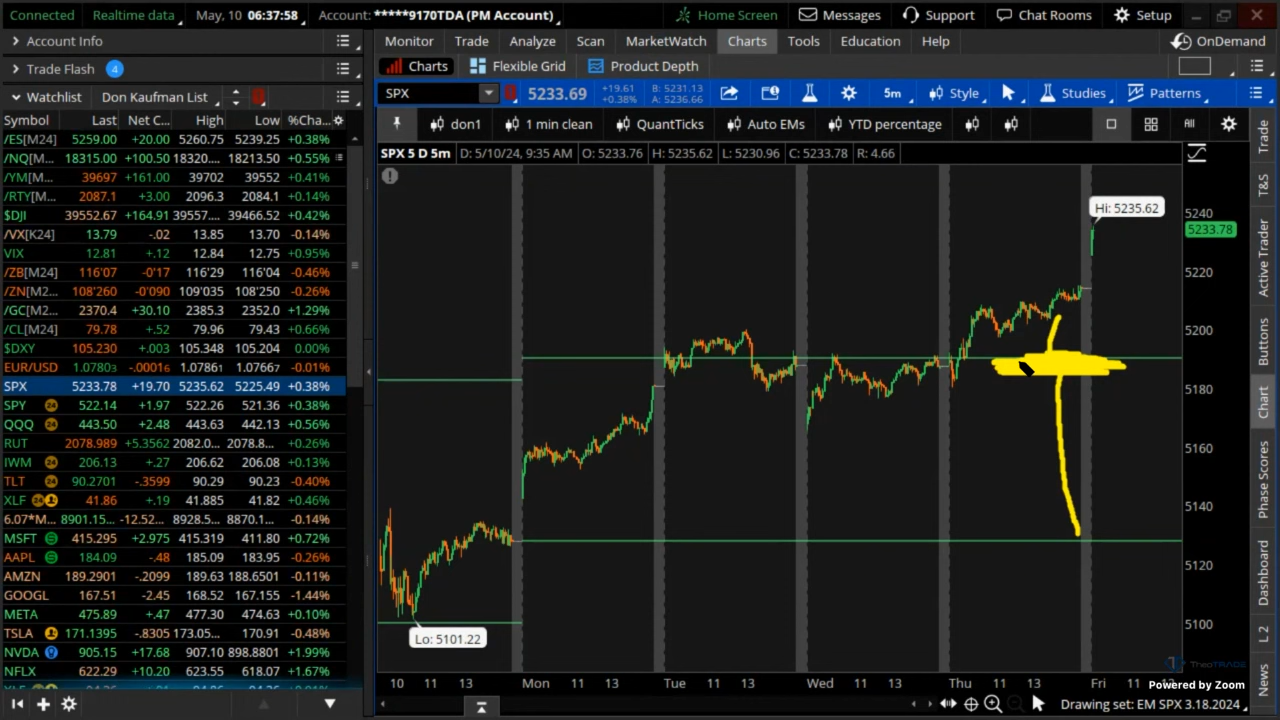 Connected Realtime data May, 10 06:37:58 Account: *****9170TDA (PM Account) Home Screen Messages Support Chat Rooms Setup
Account Info
Trade Flash 4
Watchlist Don Kaufman List
Monitor Trade Analyze Scan MarketWatch Charts Tools Education Help OnDemand
Charts Flexible Grid Product Depth
SPX 5233.69 +19.61 +0.38% B: 5231.13 A: 5236.66 5m Style Studies Patterns
don1 1 min clean QuantTicks Auto EMs YTD percentage All
SPX 5 D 5m D: 5/10/24, 9:35 AM O: 5233.76 H: 5235.62 L: 5230.96 C: 5233.78 R: 4.66
Symbol Last Net C... High Low %Cha...
/ES[M24] 5259.00 +20.00 5260.75 5239.25 +0.38%
/NQ[M... 18315.00 +100.50 18320.... 18213.50 +0.55%
/YM[M... 39697 +161.00 39702 39552 +0.41%
/RTY[M... 2087.1 +3.00 2096.3 2084.1 +0.14%
$DJI 39552.67 +164.91 39557.... 39466.52 +0.42%
/VX[K24] 13.79 -.02 13.85 13.70 -0.14%
VIX 12.81 +.12 12.84 12.75 +0.95%
/ZB[M24] 116'07 -0'17 116'29 116'04 -0.46%
/ZN[M2... 108'260 -0'090 109'035 108'250 -0.26%
/GC[M2... 2370.4 +30.10 2385.3 2352.0 +1.29%
/CL[M24] 79.78 +.52 79.96 79.43 +0.66%
$DXY 105.230 +.003 105.348 105.204 0.00%
EUR/USD 1.07803 -.00016 1.07861 1.07667 -0.01%
SPX 5233.78 +19.70 5235.62 5225.49 +0.38%
SPY 24 522.14 +1.97 522.26 521.36 +0.38%
QQQ 24 443.50 +2.48 443.63 442.13 +0.56%
RUT 2078.989 +5.3562 2082.0... 2078.8... +0.26%
IWM 24 206.13 +.27 206.62 206.08 +0.13%
TLT 24 90.2701 -.3599 90.29 90.23 -0.40%
XLF 24 41.86 +.19 41.885 41.82 +0.46%
6.07*M... 8901.15... -12.52... 8928.5... 8870.1... -0.14%
MSFT 415.295 +2.975 415.319 411.80 +0.72%
AAPL 184.09 -.48 185.09 183.95 -0.26%
AMZN 189.2901 -.2099 189.63 188.6501 -0.11%
GOOGL 167.51 -2.45 168.52 167.155 -1.44%
META 475.89 +.47 477.30 474.63 +0.10%
TSLA 171.1395 -.8305 173.05... 170.91 -0.48%
NVDA 905.15 +17.68 907.10 898.8801 +1.99%
NFLX 622.29 +10.20 623.55 618.07 +1.67%
Hi: 5235.62
5240
5233.78
5220
5200
5180
5160
5140
5120
5100
Lo: 5101.22
10 11 13 Mon 11 13 Tue 11 13 Wed 11 13 Thu 11 13 Fri 11
TheoTRADE
Powered by Zoom
Drawing set: EM SPX 3.18.2024
Trade
T&S
Active Trader
Buttons
Chart
Phase Scores
Dashboard
L 2
News